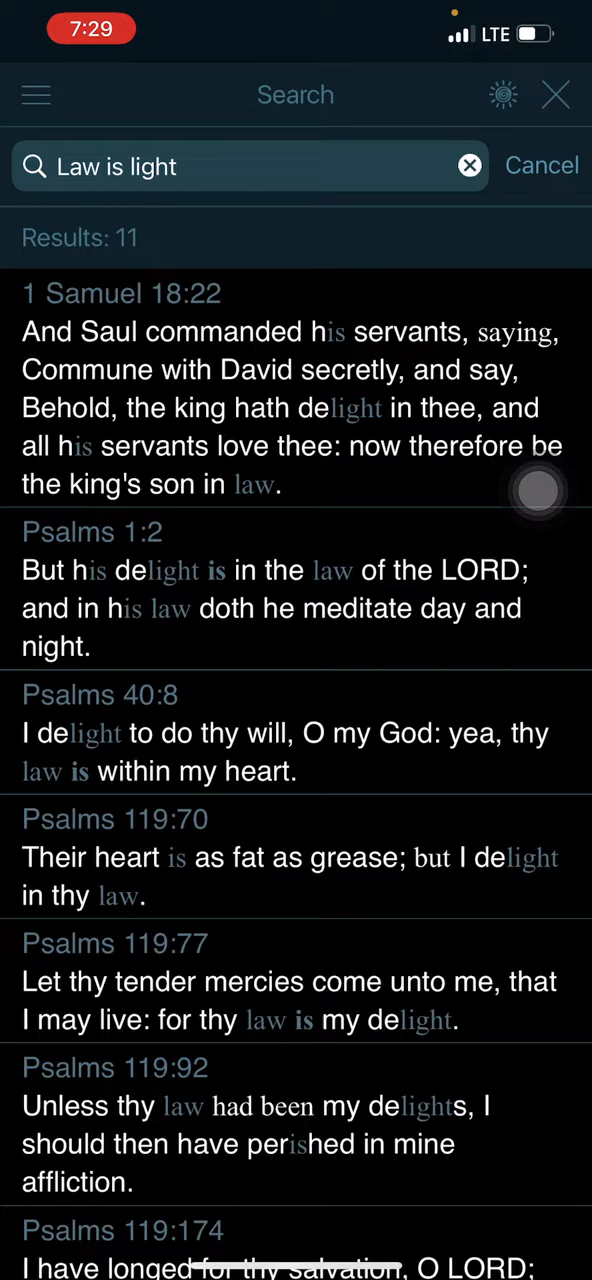 7:29
LTE
Search
Law is light
Cancel
Results: 11
1 Samuel 18:22
And Saul commanded his servants, saying,
Commune with David secretly, and say,
Behold, the king hath delight in thee, and
all his servants love thee: now therefore be
the king's son in law.
Psalms 1:2
But his delight is in the law of the LORD;
and in his law doth he meditate day and
night.
Psalms 40:8
I delight to do thy will, O my God: yea, thy
law is within my heart.
Psalms 119:70
Their heart is as fat as grease; but I delight
in thy law.
Psalms 119:77
Let thy tender mercies come unto me, that
I may live: for thy law is my delight.
Psalms 119:92
Unless thy law had been my delights, I
should then have perished in mine
affliction.
Psalms 119:174
I have longed for thy salvation, O LORD;